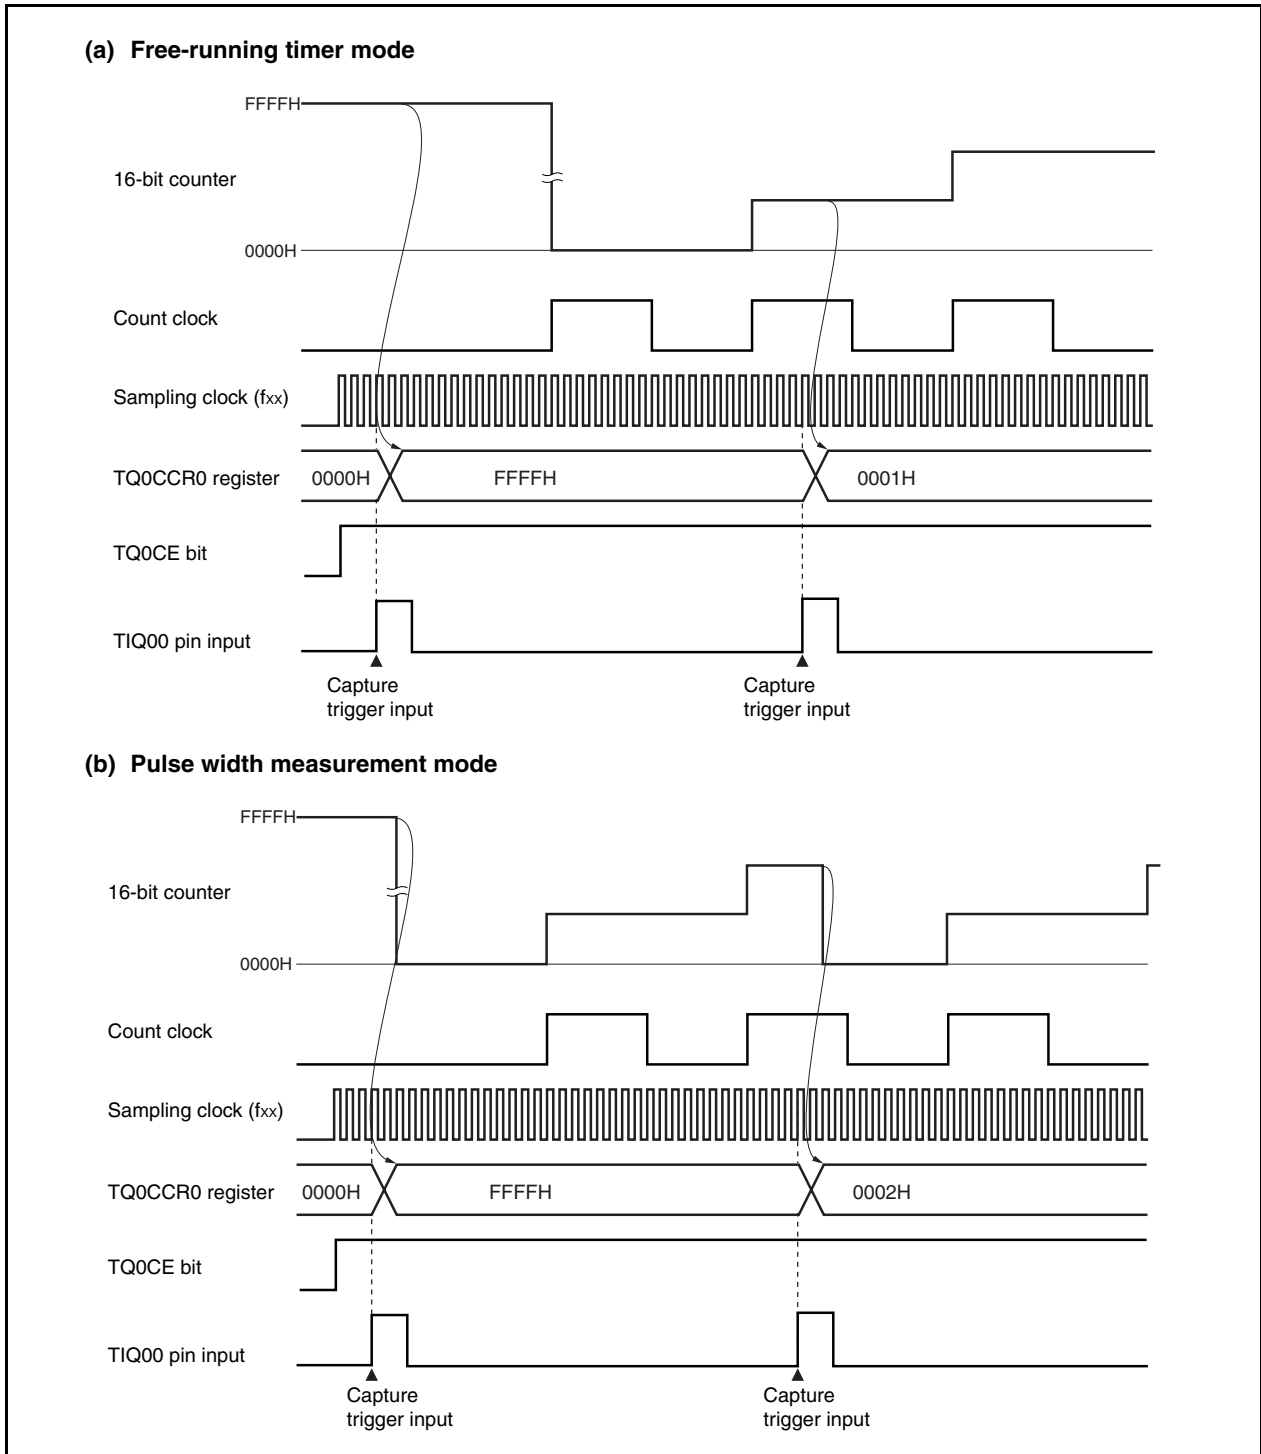 (a) Free-running timer mode
FFFFH
16-bit counter
0000H
Count clock
Sampling clock (fxx)
TQ0CCR0 register 0000H FFFFH 0001H
TQ0CE bit
TIQ00 pin input
Capture Capture
trigger input trigger input
(b) Pulse width measurement mode
FFFFH
16-bit counter
0000H
Count clock
Sampling clock (fxx)
TQ0CCR0 register 0000H FFFFH 0002H
TQ0CE bit
TIQ00 pin input
Capture Capture
trigger input trigger input